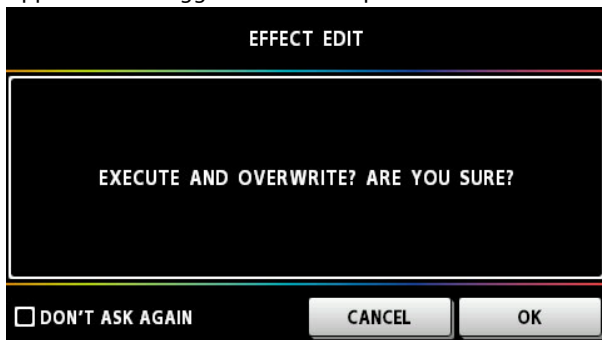 EFFECT EDIT
EXECUTE AND OVERWRITE? ARE YOU SURE?
DON'T ASK AGAIN
CANCEL
OK